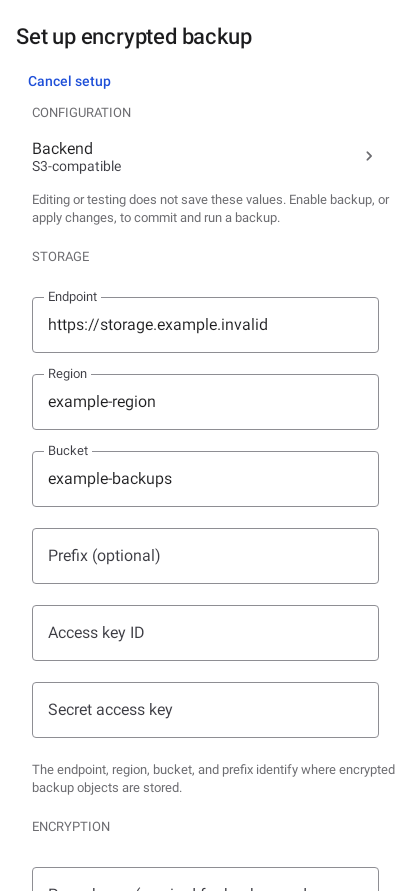 Set up encrypted backup
Cancel setup
CONFIGURATION
Backend
S3-compatible
Editing or testing does not save these values. Enable backup, or
apply changes, to commit and run a backup.
STORAGE
Endpoint
https://storage.example.invalid
Region
example-region
Bucket
example-backups
Prefix (optional)
Access key ID
Secret access key
The endpoint, region, bucket, and prefix identify where encrypted
backup objects are stored.
ENCRYPTION